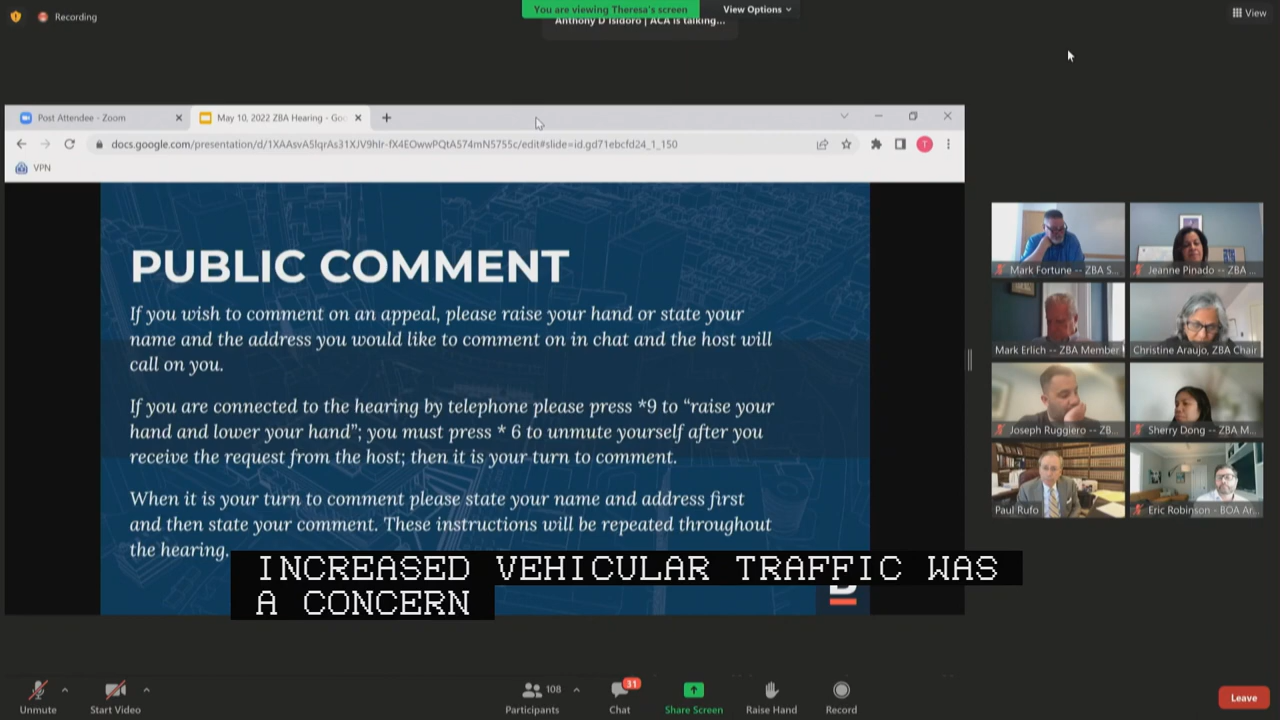 Recording
You are viewing Theresa's screen
View Options
View
Anthony D'Isidoro | ACA is talking...
Post Attendee - Zoom
May 10, 2022 ZBA Hearing - Goo
docs.google.com/presentation/d/1XAAsvA5lqrAs31XJV9hIr-fX4EOwwPQtA574mN5755c/edit#slide=id.gd71ebcfd24_1_150
T
VPN
PUBLIC COMMENT
If you wish to comment on an appeal, please raise your hand or state your
name and the address you would like to comment on in chat and the host will
call on you.
If you are connected to the hearing by telephone please press *9 to “raise your
hand and lower your hand”; you must press * 6 to unmute yourself after you
receive the request from the host; then it is your turn to comment.
When it is your turn to comment please state your name and address first
and then state your comment. These instructions will be repeated throughout
the hearing.
B
INCREASED VEHICULAR TRAFFIC WAS
A CONCERN
Mark Fortune -- ZBA S...
Jeanne Pinado -- ZBA ...
Mark Erlich -- ZBA Member
Christine Araujo, ZBA Chair
Joseph Ruggiero -- ZB...
Sherry Dong -- ZBA M...
Paul Rufo
Eric Robinson - BOA Ar...
Unmute
Start Video
108
Participants
31
Chat
Share Screen
Raise Hand
Record
Leave